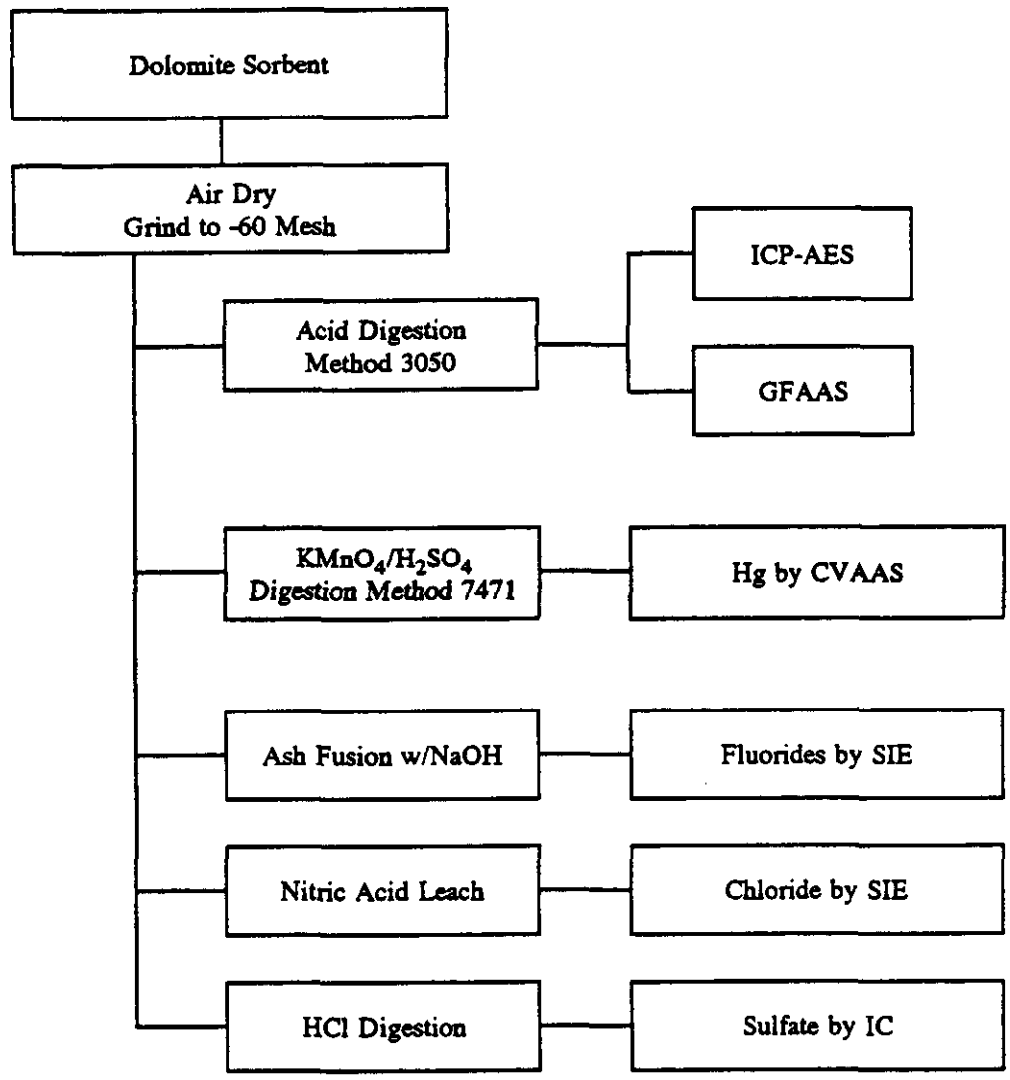 Dolomite Sorbent
Air Dry
Grind to -60 Mesh
Acid Digestion
Method 3050
ICP-AES
GFAAS
KMnO₄/H₂SO₄
Digestion Method 7471
Hg by CVAAS
Ash Fusion w/NaOH
Fluorides by SIE
Nitric Acid Leach
Chloride by SIE
HCl Digestion
Sulfate by IC